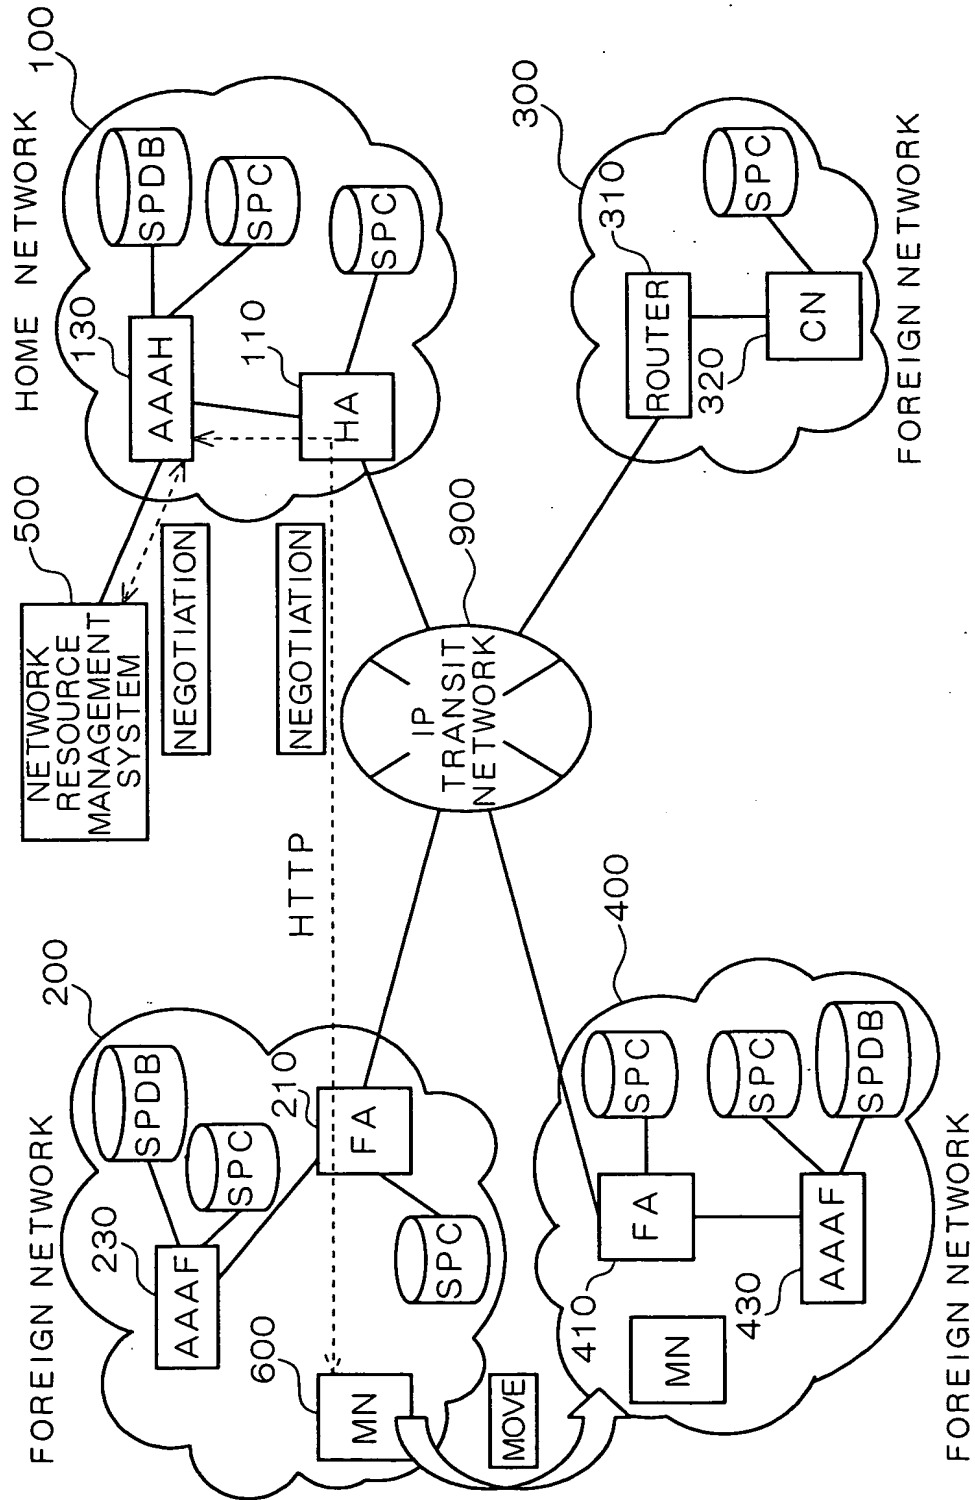 FOREIGN NETWORK
200
SPDB
SPC
230
AAAF
210
FA
SPC
600
MN
HTTP
NETWORK
RESOURCE
MANAGEMENT
SYSTEM
500
NEGOTIATION
NEGOTIATION
HOME NETWORK
100
SPDB
SPC
130
AAAH
110
HA
SPC
IP
TRANSIT
NETWORK
900
MOVE
400
SPC
SPC
SPDB
FA
410
AAAF
430
MN
FOREIGN NETWORK
300
310
ROUTER
SPC
320
CN
FOREIGN NETWORK